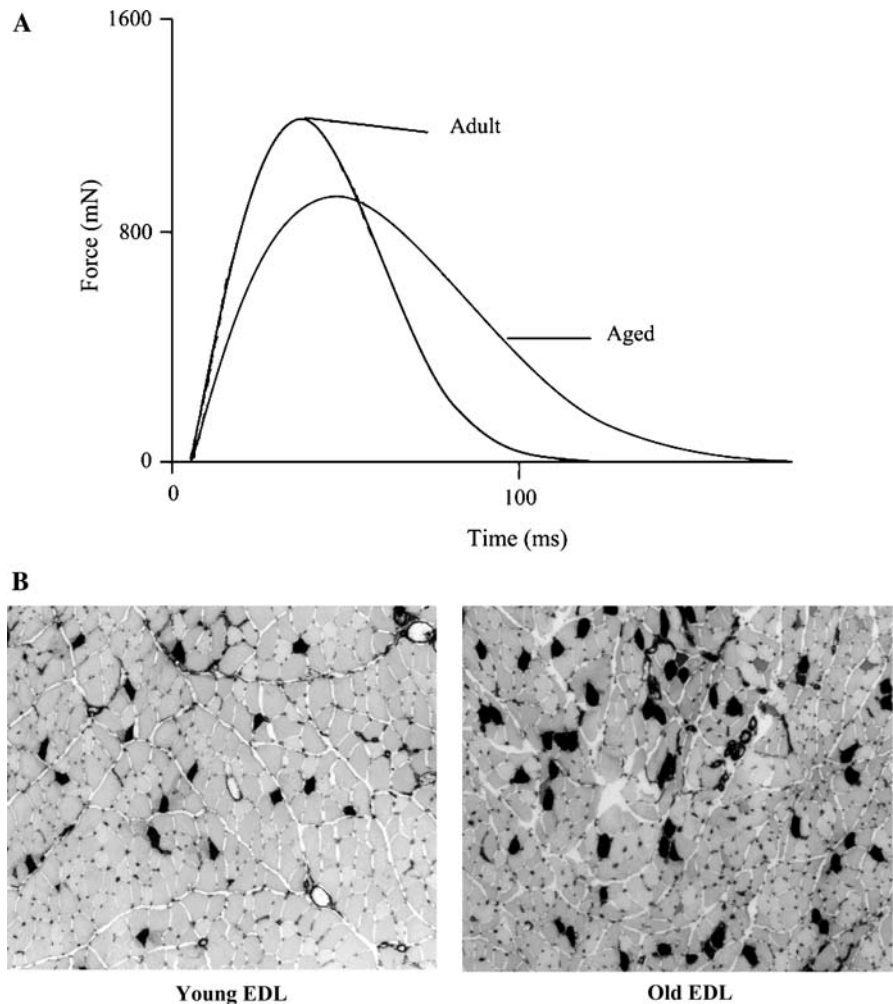 A
1600
Adult
Force (mN)
800
Aged
0
0
100
Time (ms)
B
Young EDL
Old EDL